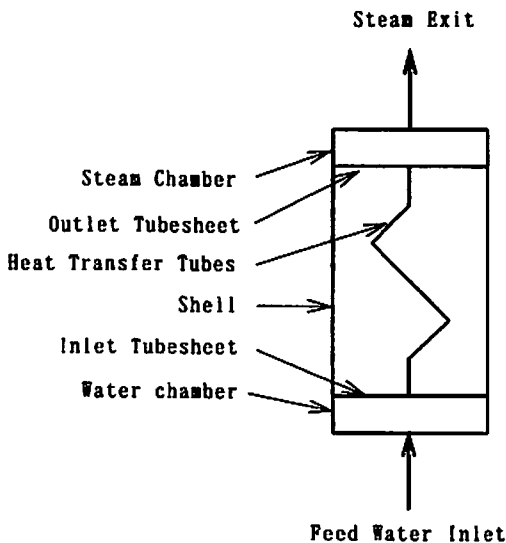 Steam Exit
Steam Chamber
Outlet Tubesheet
Heat Transfer Tubes
Shell
Inlet Tubesheet
Water chamber
Feed Water Inlet